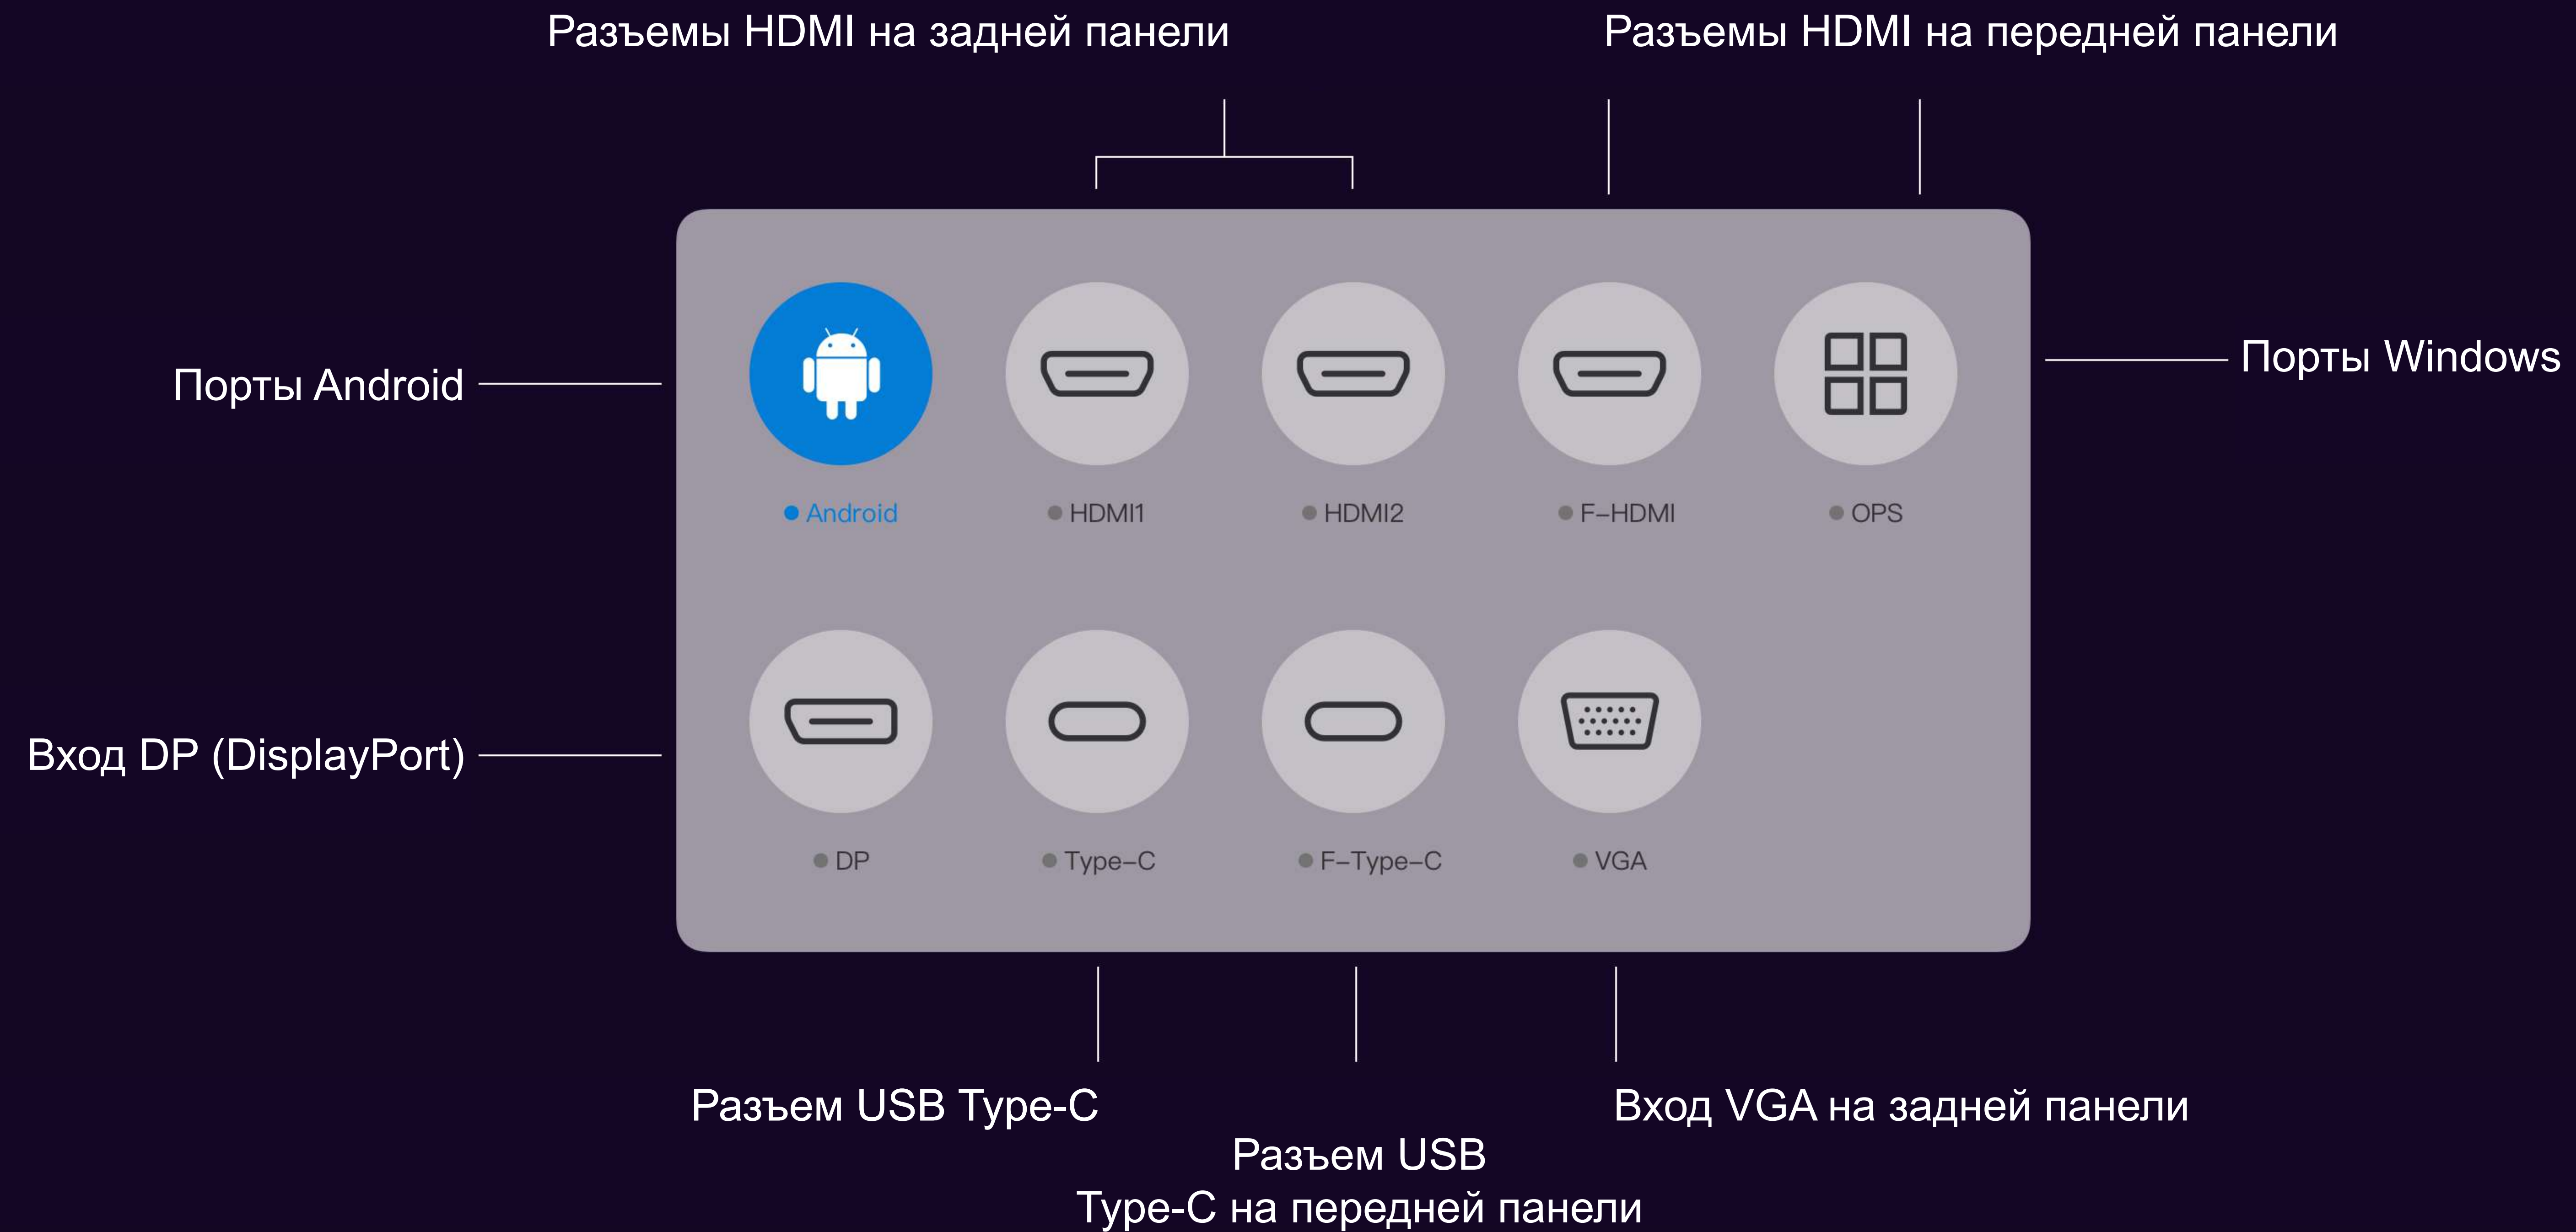 Разъемы HDMI на задней панели
Разъемы HDMI на передней панели
Порты Android
Порты Windows
Android
HDMI1
HDMI2
F-HDMI
OPS
Вход DP (DisplayPort)
DP
Type-C
F-Type-C
VGA
Разъем USB Type-C
Вход VGA на задней панели
Разъем USB
Type-C на передней панели